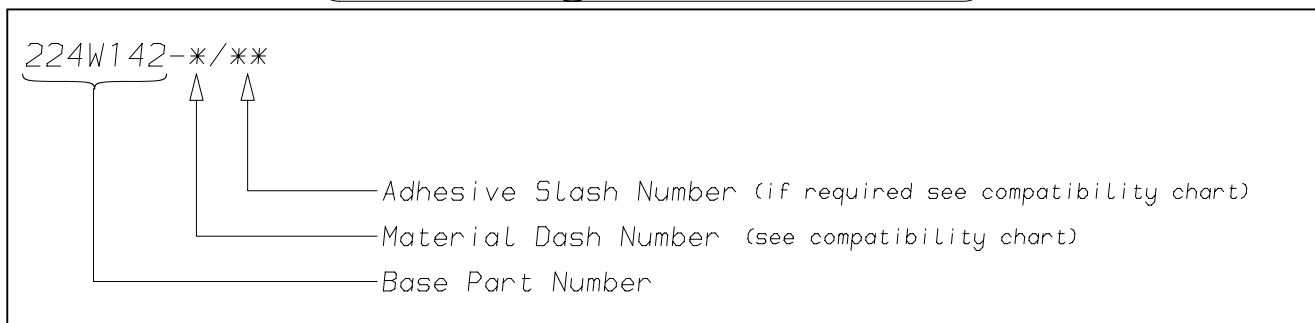 224W142-*/**
Adhesive Slash Number (if required see compatibility chart)
Material Dash Number (see compatibility chart)
Base Part Number